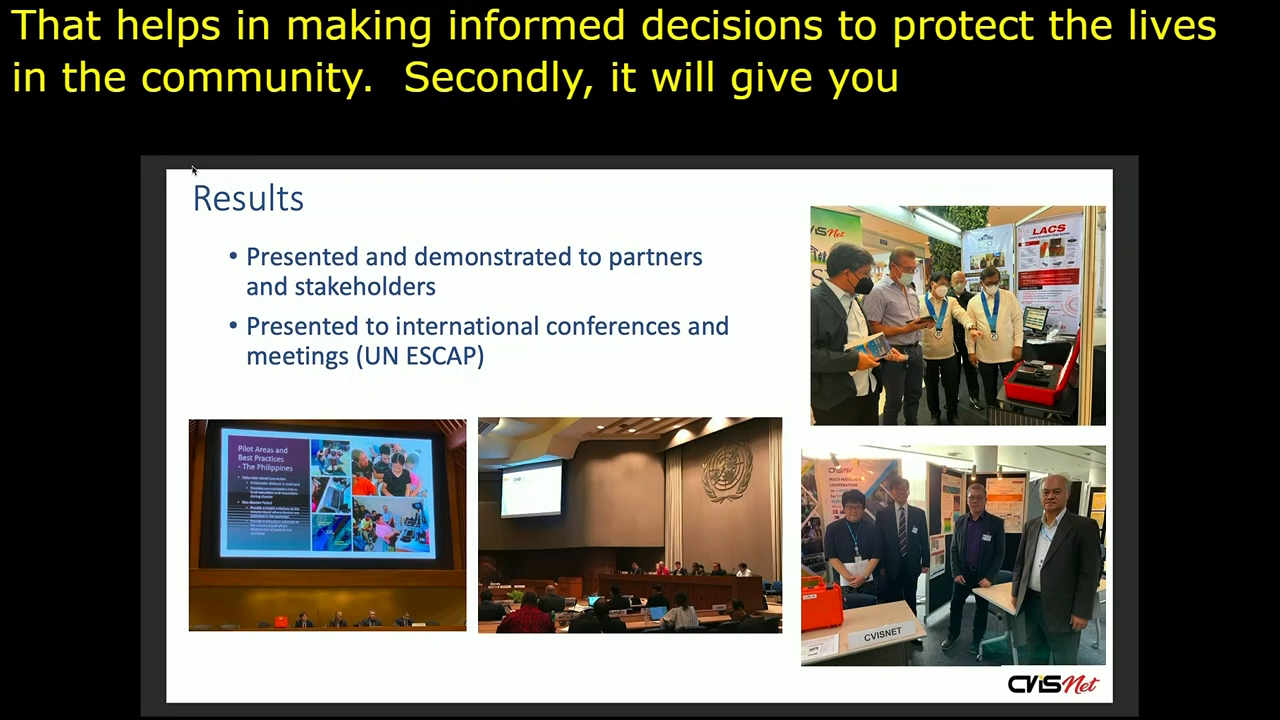 That helps in making informed decisions to protect the lives
in the community.  Secondly, it will give you
Results
• Presented and demonstrated to partners
and stakeholders
• Presented to international conferences and
meetings (UN ESCAP)
LACS
Pilot Areas and
Best Practices
- The Philippines
CVISNET
CViSNet